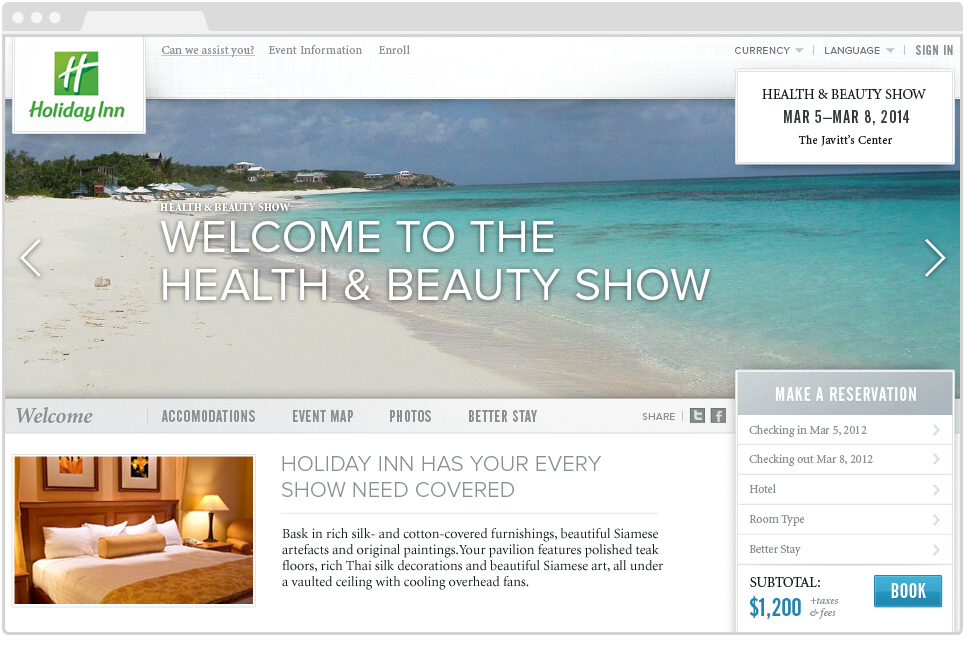 Can we assist you? Event Information Enroll
CURRENCY LANGUAGE SIGN IN
H
Holiday Inn
HEALTH & BEAUTY SHOW
MAR 5—MAR 8, 2014
The Javitt's Center
HEALTH & BEAUTY SHOW
WELCOME TO THE
HEALTH & BEAUTY SHOW
Welcome ACCOMODATIONS EVENT MAP PHOTOS BETTER STAY SHARE
HOLIDAY INN HAS YOUR EVERY
SHOW NEED COVERED
Bask in rich silk- and cotton-covered furnishings, beautiful Siamese
artefacts and original paintings.Your pavilion features polished teak
floors, rich Thai silk decorations and beautiful Siamese art, all under
a vaulted ceiling with cooling overhead fans.
MAKE A RESERVATION
Checking in Mar 5, 2012
Checking out Mar 8, 2012
Hotel
Room Type
Better Stay
SUBTOTAL:
$1,200 +taxes
& fees
BOOK